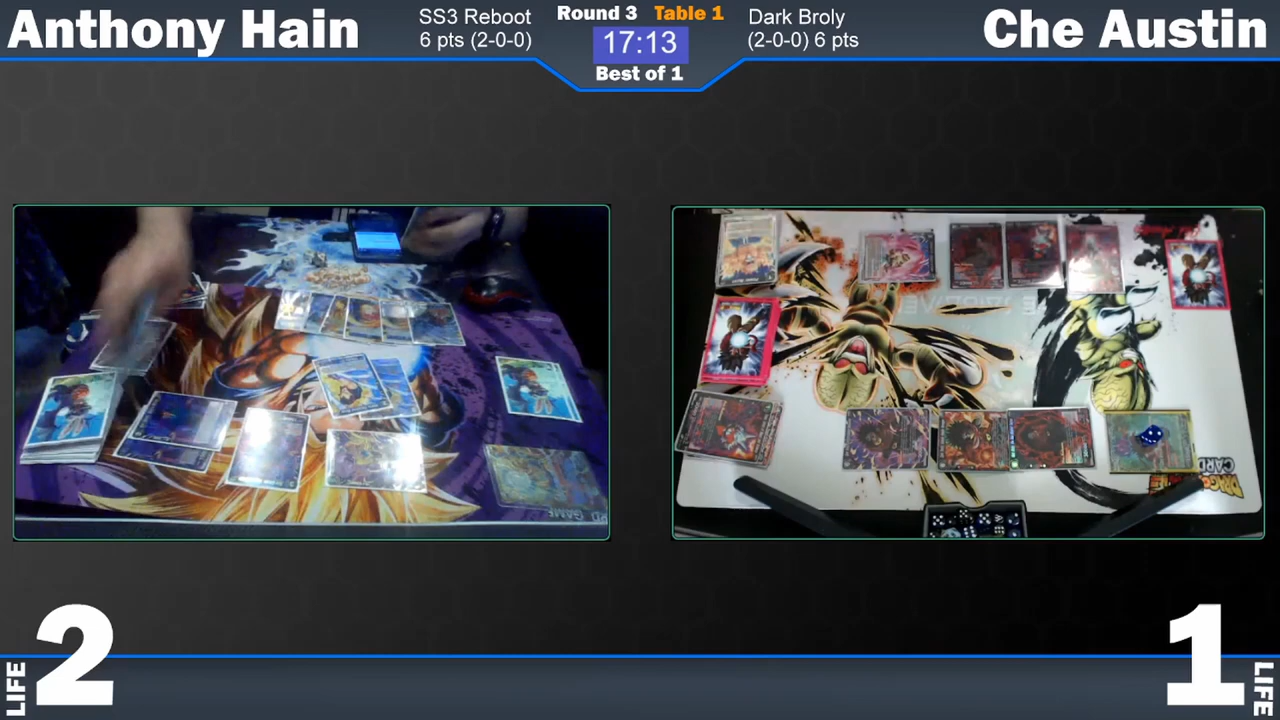 Anthony Hain
SS3 Reboot
6 pts (2-0-0)
Round 3 Table 1
17:13
Best of 1
Dark Broly
(2-0-0) 6 pts
Che Austin
LIFE
2
1
LIFE